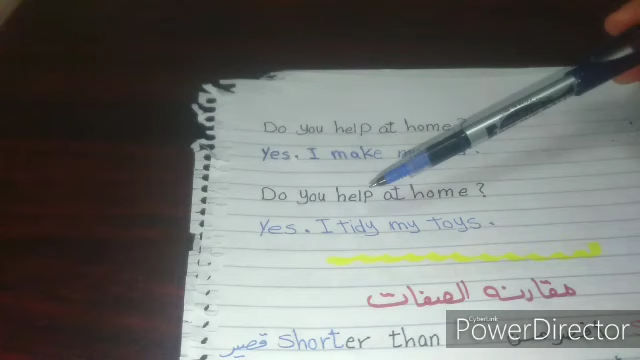 Do you help at home?
Yes. I make
Do you help at home?
Yes. I tidy my toys.
مقارنه الصفات
قصير shorter than
CyberLink
PowerDirector